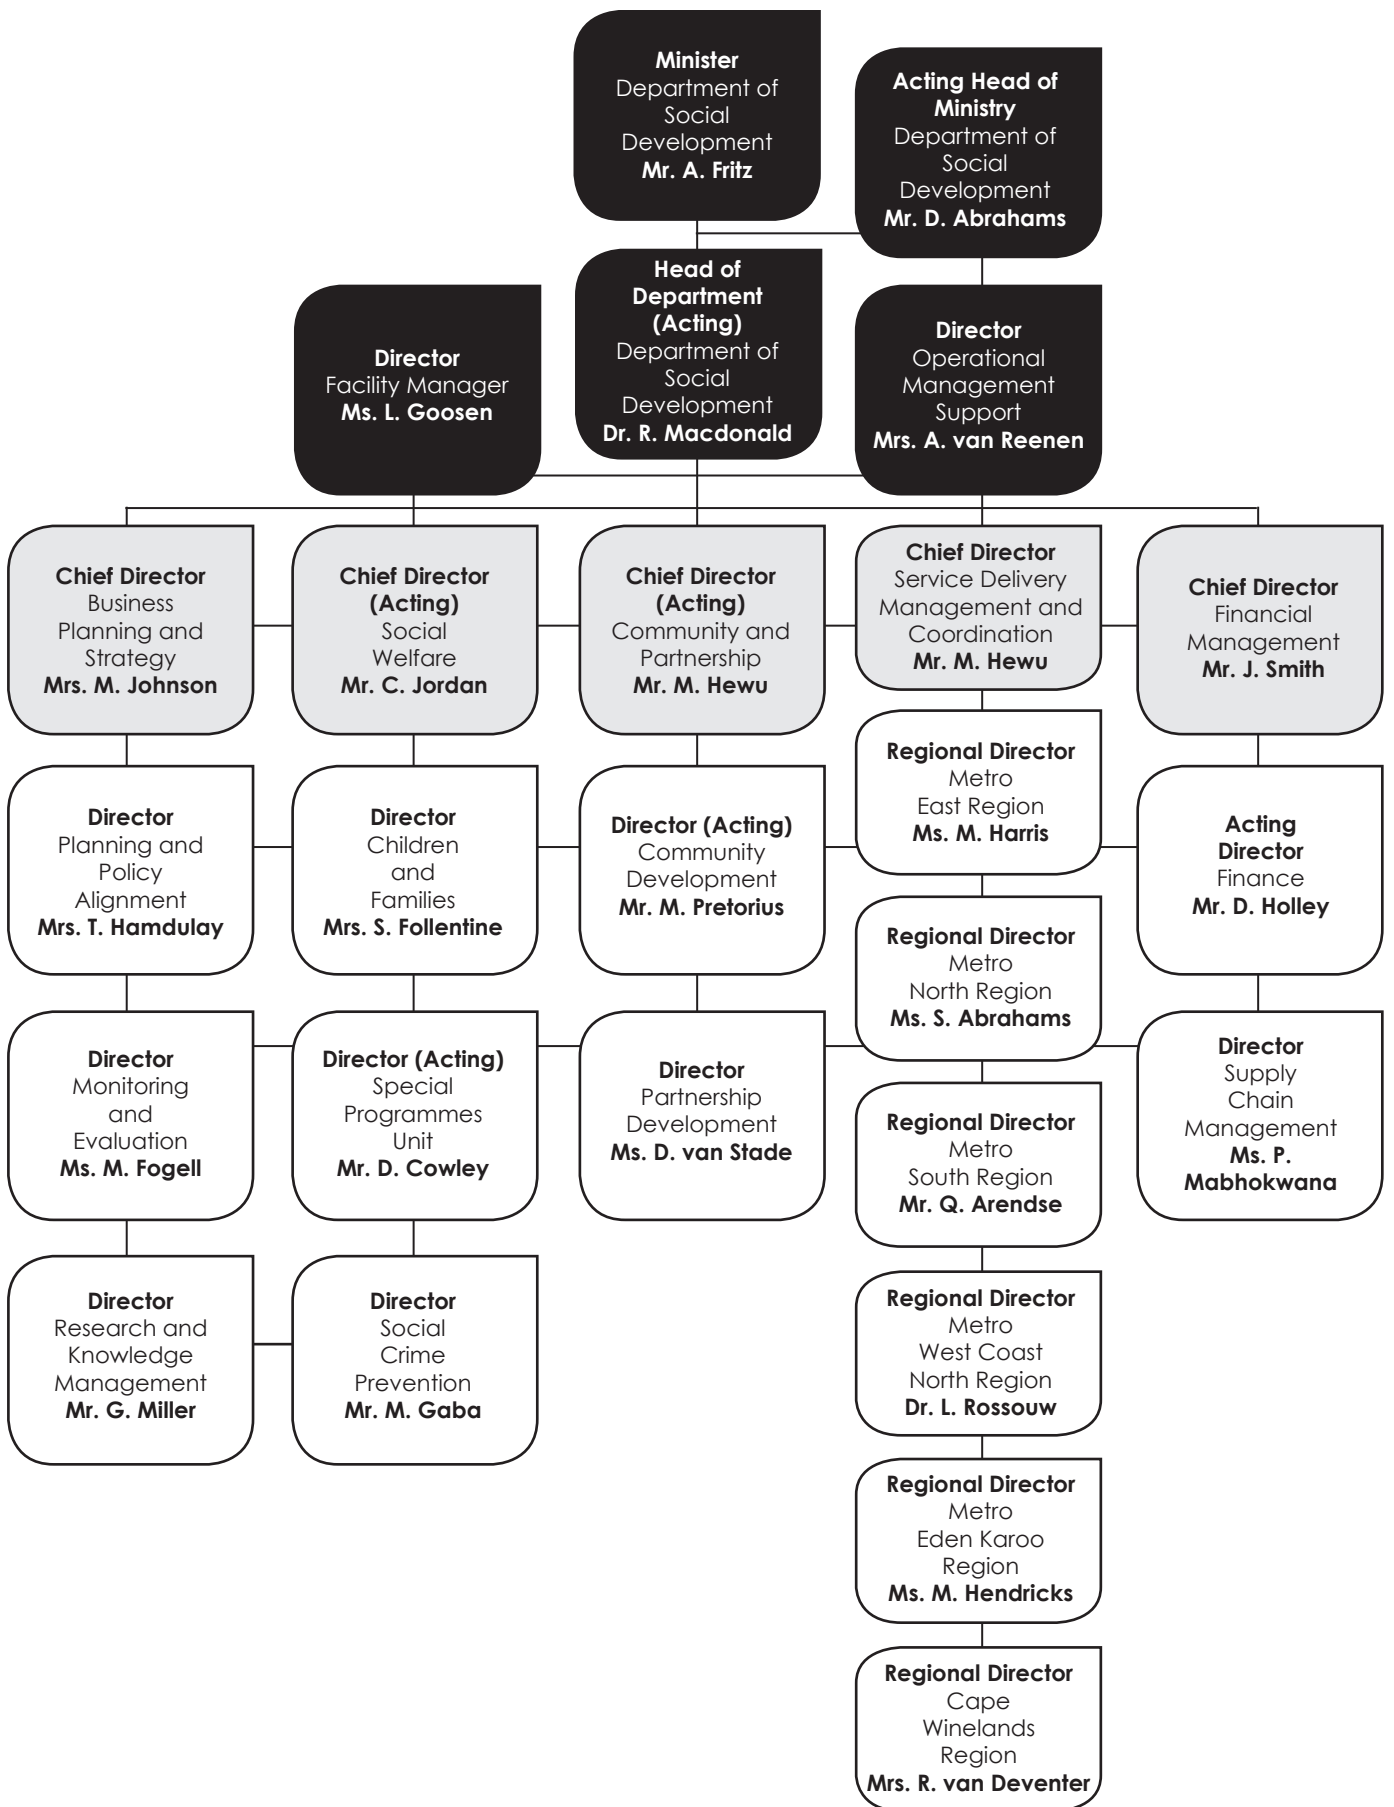 Minister
Department of
Social
Development
Mr. A. Fritz
Acting Head of
Ministry
Department of
Social
Development
Mr. D. Abrahams
Director
Facility Manager
Ms. L. Goosen
Head of
Department
(Acting)
Department of
Social
Development
Dr. R. Macdonald
Director
Operational
Management
Support
Mrs. A. van Reenen
Chief Director
Business
Planning and
Strategy
Mrs. M. Johnson
Chief Director
(Acting)
Social
Welfare
Mr. C. Jordan
Chief Director
(Acting)
Community and
Partnership
Mr. M. Hewu
Chief Director
Service Delivery
Management and
Coordination
Mr. M. Hewu
Chief Director
Financial
Management
Mr. J. Smith
Director
Planning and
Policy
Alignment
Mrs. T. Hamdulay
Director
Children
and
Families
Mrs. S. Follentine
Director (Acting)
Community
Development
Mr. M. Pretorius
Regional Director
Metro
East Region
Ms. M. Harris
Acting
Director
Finance
Mr. D. Holley
Regional Director
Metro
North Region
Ms. S. Abrahams
Director
Monitoring
and
Evaluation
Ms. M. Fogell
Director (Acting)
Special
Programmes
Unit
Mr. D. Cowley
Director
Partnership
Development
Ms. D. van Stade
Regional Director
Metro
South Region
Mr. Q. Arendse
Director
Supply
Chain
Management
Ms. P.
Mabhokwana
Director
Research and
Knowledge
Management
Mr. G. Miller
Director
Social
Crime
Prevention
Mr. M. Gaba
Regional Director
Metro
West Coast
North Region
Dr. L. Rossouw
Regional Director
Metro
Eden Karoo
Region
Ms. M. Hendricks
Regional Director
Cape
Winelands
Region
Mrs. R. van Deventer